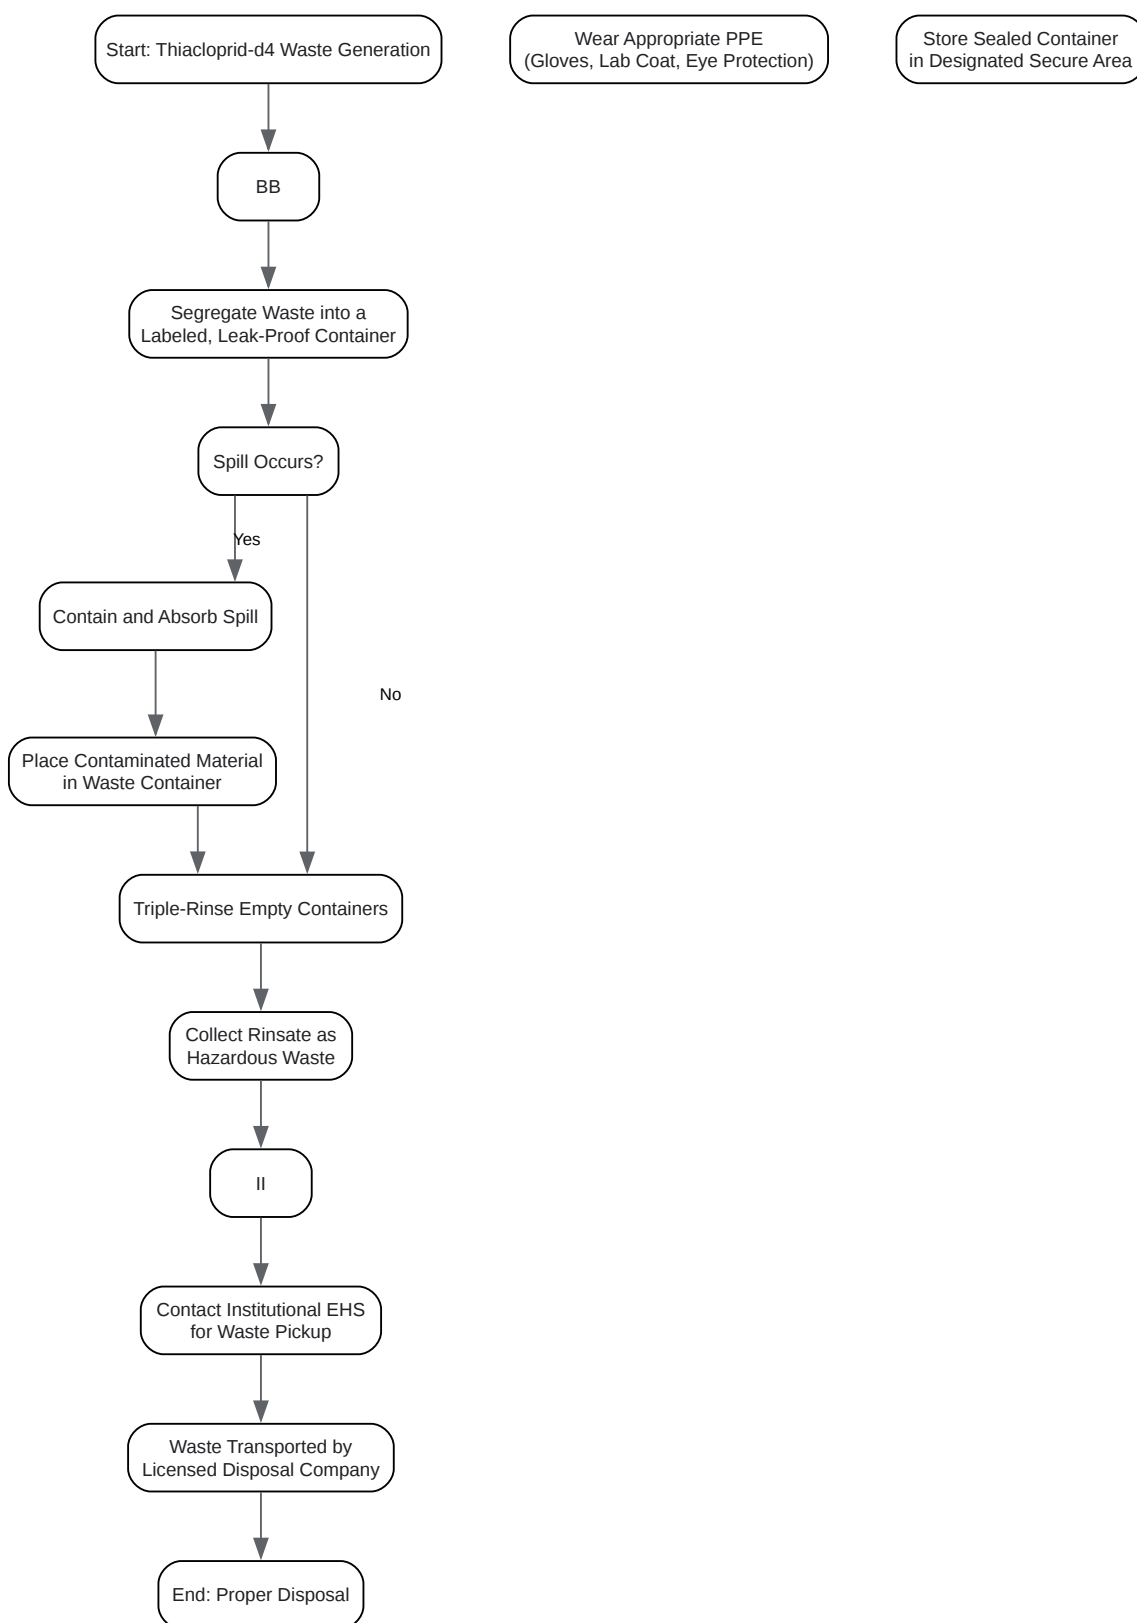 Start: Thiacloprid-d4 Waste Generation
Wear Appropriate PPE
(Gloves, Lab Coat, Eye Protection)
Store Sealed Container
in Designated Secure Area
BB
Segregate Waste into a
Labeled, Leak-Proof Container
Spill Occurs?
Yes
Contain and Absorb Spill
No
Place Contaminated Material
in Waste Container
Triple-Rinse Empty Containers
Collect Rinsate as
Hazardous Waste
II
Contact Institutional EHS
for Waste Pickup
Waste Transported by
Licensed Disposal Company
End: Proper Disposal